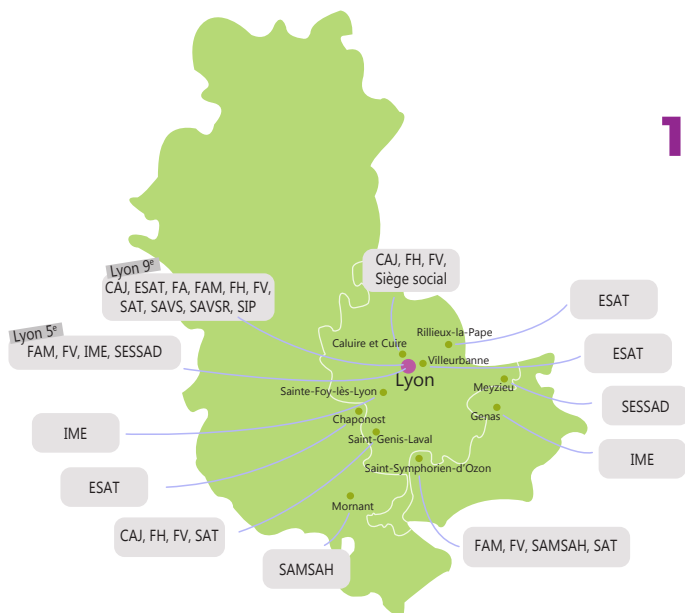 1
Lyon 9e
CAJ, ESAT, FA, FAM, FH, FV,
SAT, SAVS, SAVSR, SIP
CAJ, FH, FV,
Siège social
ESAT
Lyon 5e
FAM, FV, IME, SESSAD
Rillieux-la-Pape
Caluire et Cuire
Villeurbanne
ESAT
Lyon
Meyzieu
SESSAD
Sainte-Foy-lès-Lyon
Chaponost
Genas
IME
Saint-Genis-Laval
IME
Saint-Symphorien-d'Ozon
ESAT
Mornant
CAJ, FH, FV, SAT
FAM, FV, SAMSAH, SAT
SAMSAH